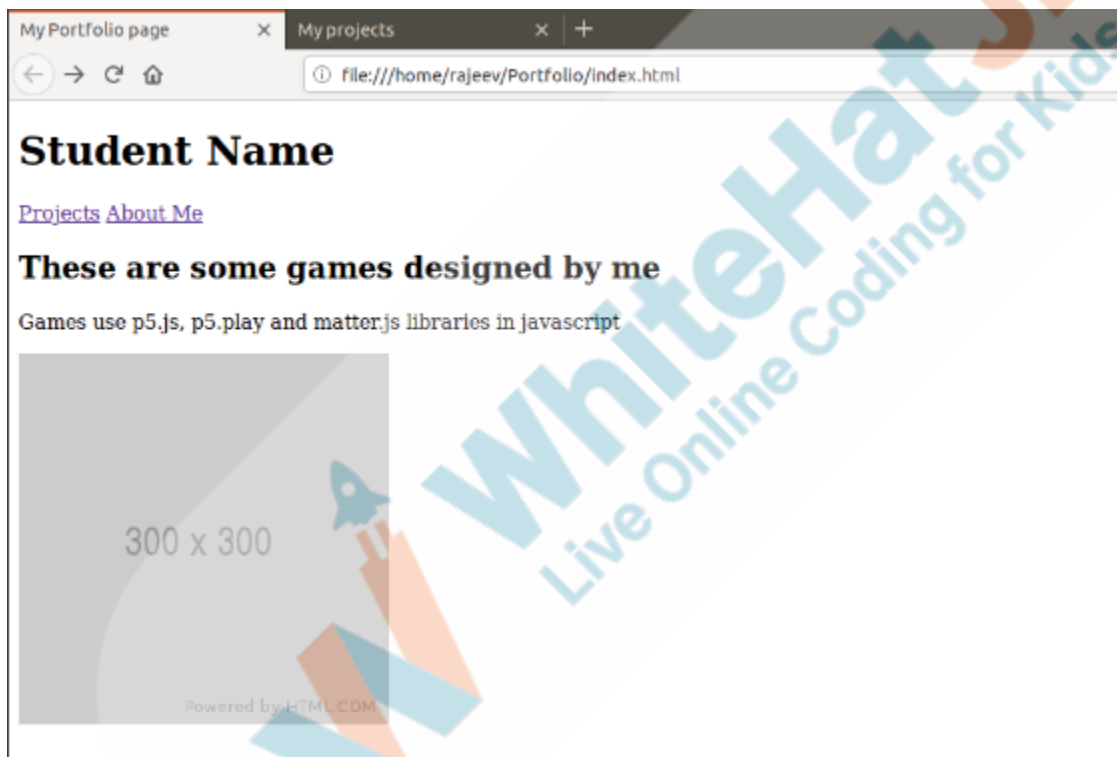 My Portfolio page
My projects
file:///home/rajeev/Portfolio/index.html
Student Name
Projects About Me
These are some games designed by me
Games use p5.js, p5.play and matter.js libraries in javascript
300 x 300
Powered by HTML.COM
WhiteHat J
Live Online Coding for Kids